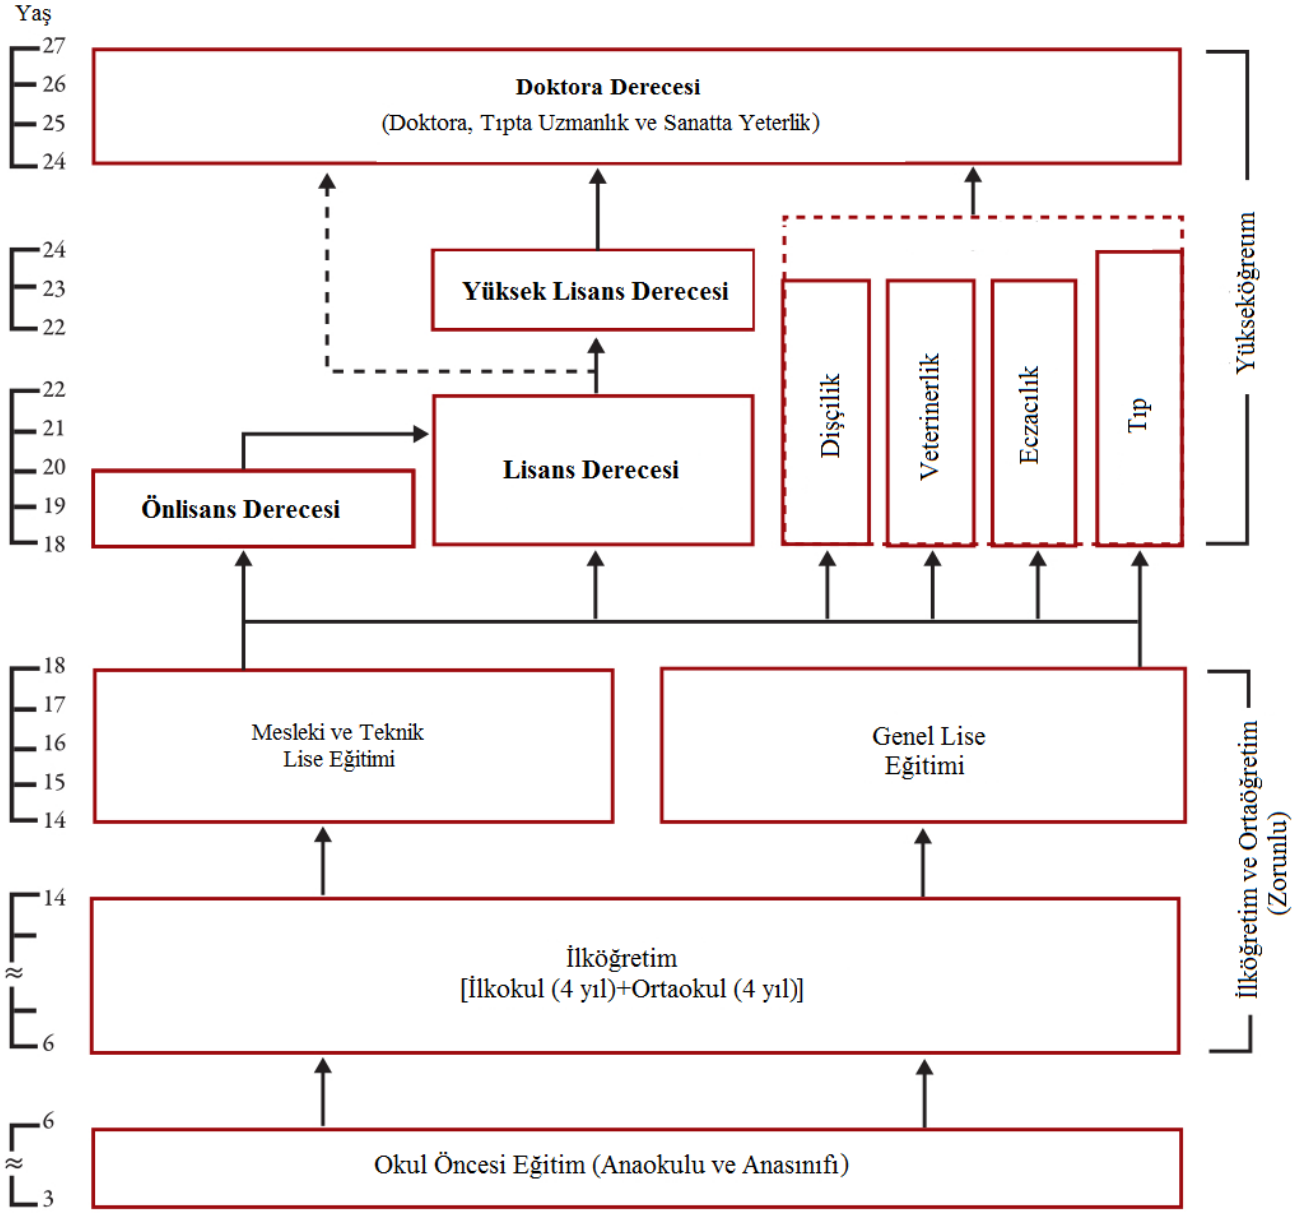 Yaş
27
26
25
24
Doktora Derecesi
(Doktora, Tıpta Uzmanlık ve Sanatta Yeterlik)
24
23
22
Yüksek Lisans Derecesi
22
21
20
19
18
Önlisans Derecesi
Lisans Derecesi
Dişçilik
Veterinerlik
Eczacılık
Tıp
Yükseköğretim
18
17
16
15
14
Mesleki ve Teknik
Lise Eğitimi
Genel Lise
Eğitimi
İlköğretim ve Ortaöğretim
(Zorunlu)
14
≈
6
İlköğretim
[İlkokul (4 yıl)+Ortaokul (4 yıl)]
6
≈
3
Okul Öncesi Eğitim (Anaokulu ve Anasınıfı)